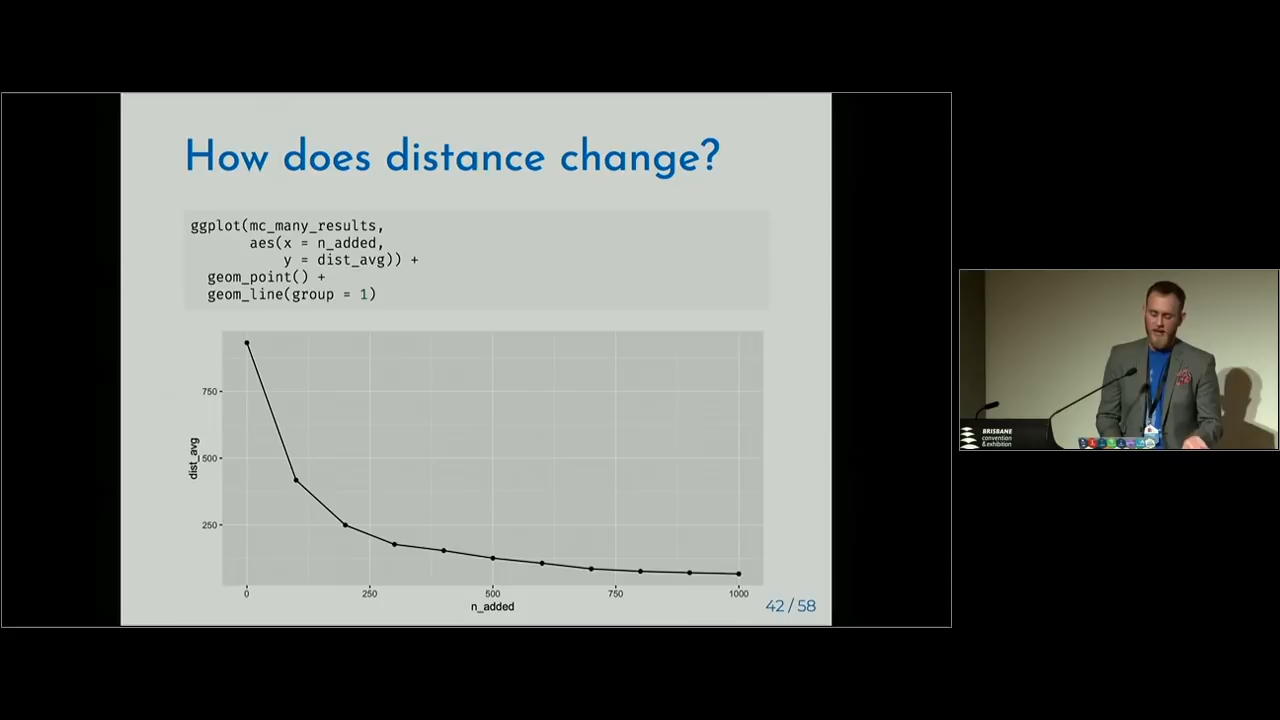 How does distance change?
ggplot(mc_many_results,
aes(x = n_added,
y = dist_avg)) +
geom_point() +
geom_line(group = 1)
750
500
250
dist_avg
0
250
500
750
1000
n_added
42 / 58
BRISBANE
convention
& exhibition